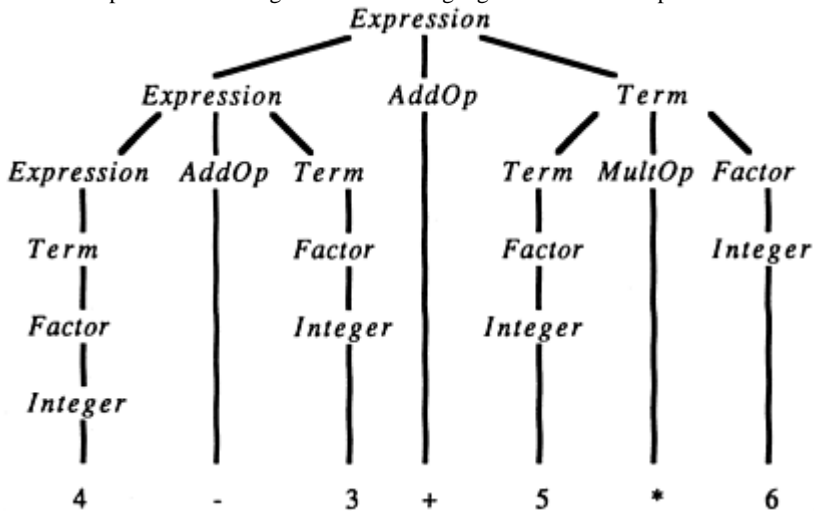 Expression
Expression AddOp Term
Expression AddOp Term Term MultOp Factor
Term Factor Factor Integer
Factor Integer Integer
Integer
4 - 3 + 5 * 6